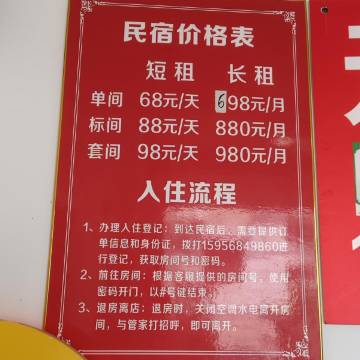 民宿价格表
短租 长租
单间 68元/天 698元/月
标间 88元/天 880元/月
套间 98元/天 980元/月
入住流程
1、办理入住登记：到达民宿后，需要提供订
单信息和身份证，拨打15956849860进
行登记，获取房间号和密码。
2、前往房间：根据客服提供的房间号，使用
密码开门，以#号键结束。
3、退房离店：退房时，关闭空调水电离开房
间，与管家打招呼，即可离开。